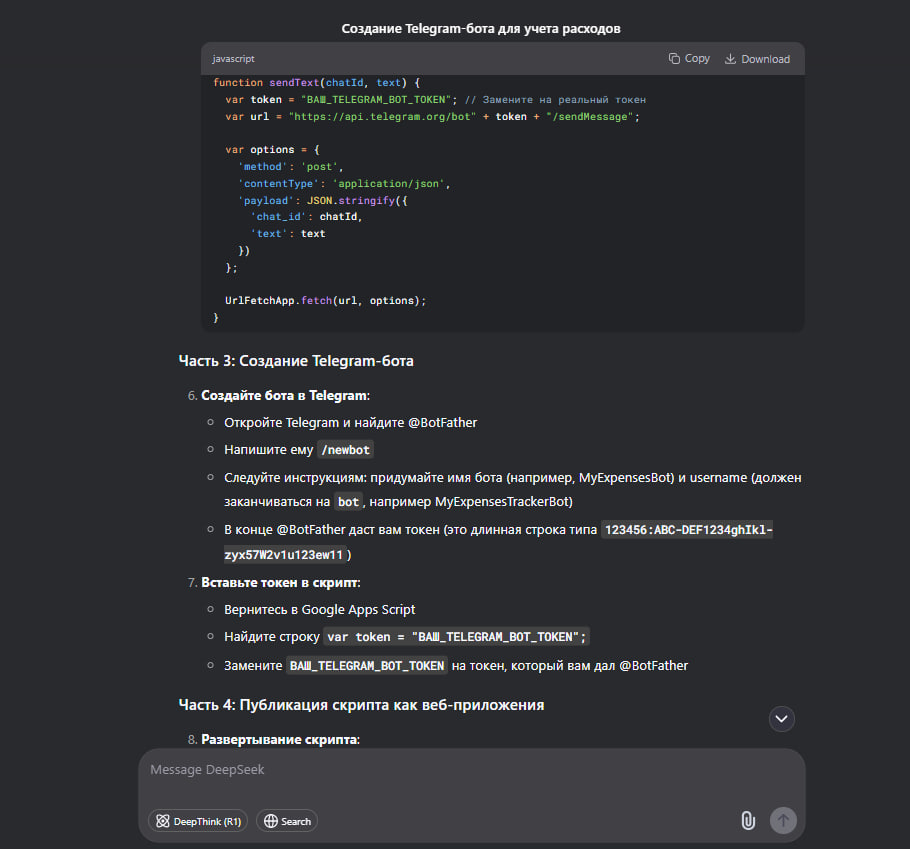 Создание Telegram-бота для учета расходов
javascript
Copy
Download
function sendText(chatId, text) {
var token = "ВАШ_TELEGRAM_BOT_TOKEN"; // Замените на реальный токен
var url = "https://api.telegram.org/bot" + token + "/sendMessage";
var options = {
'method': 'post',
'contentType': 'application/json',
'payload': JSON.stringify({
'chat_id': chatId,
'text': text
})
};
UrlFetchApp.fetch(url, options);
}
Часть 3: Создание Telegram-бота
6. Создайте бота в Telegram:
Откройте Telegram и найдите @BotFather
Напишите ему /newbot
Следуйте инструкциям: придумайте имя бота (например, MyExpensesBot) и username (должен
заканчиваться на bot, например MyExpensesTrackerBot)
В конце @BotFather даст вам токен (это длинная строка типа 123456:ABC-DEF1234ghIkl-
zyx57W2v1u123ew11)
7. Вставьте токен в скрипт:
Вернитесь в Google Apps Script
Найдите строку var token = "ВАШ_TELEGRAM_BOT_TOKEN";
Замените ВАШ_TELEGRAM_BOT_TOKEN на токен, который вам дал @BotFather
Часть 4: Публикация скрипта как веб-приложения
8. Развертывание скрипта:
Message DeepSeek
DeepThink (R1)
Search